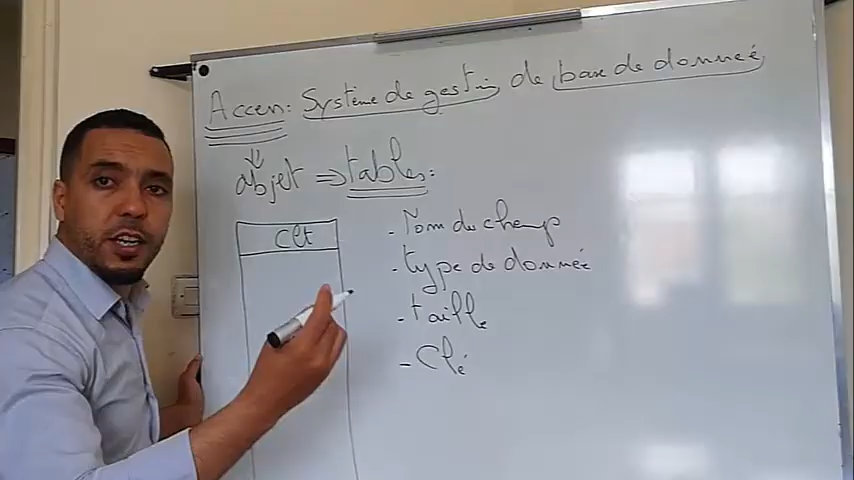 Access: Système de gestion de base de donnée
objet ⇒ tables:
clt
- Nom du champ
- type de donnée
- taille
- Clé